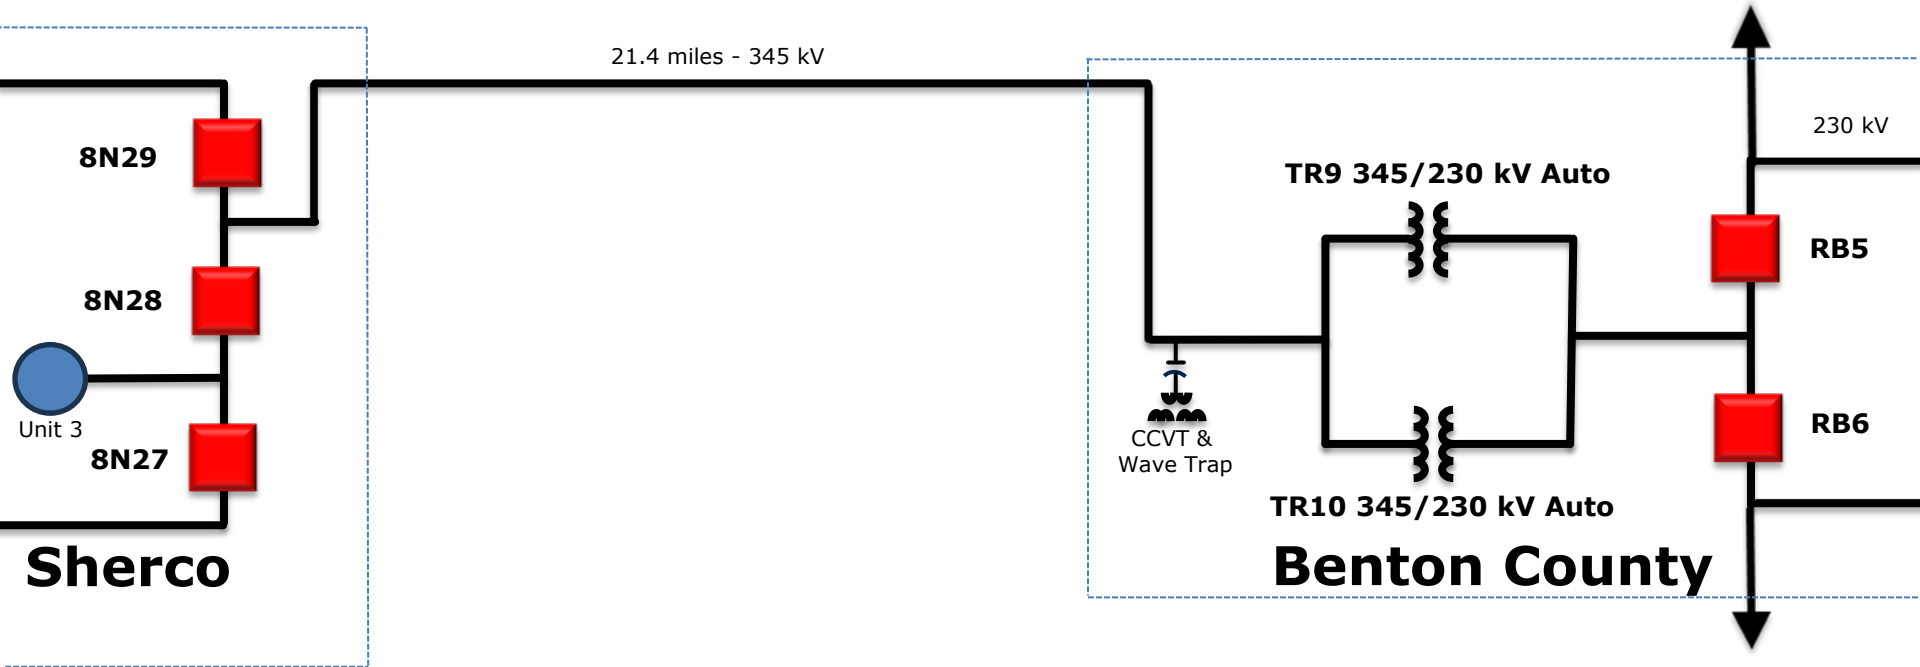 21.4 miles - 345 kV
230 kV
8N29
TR9 345/230 kV Auto
RB5
8N28
Unit 3
8N27
CCVT &
Wave Trap
RB6
TR10 345/230 kV Auto
Sherco
Benton County